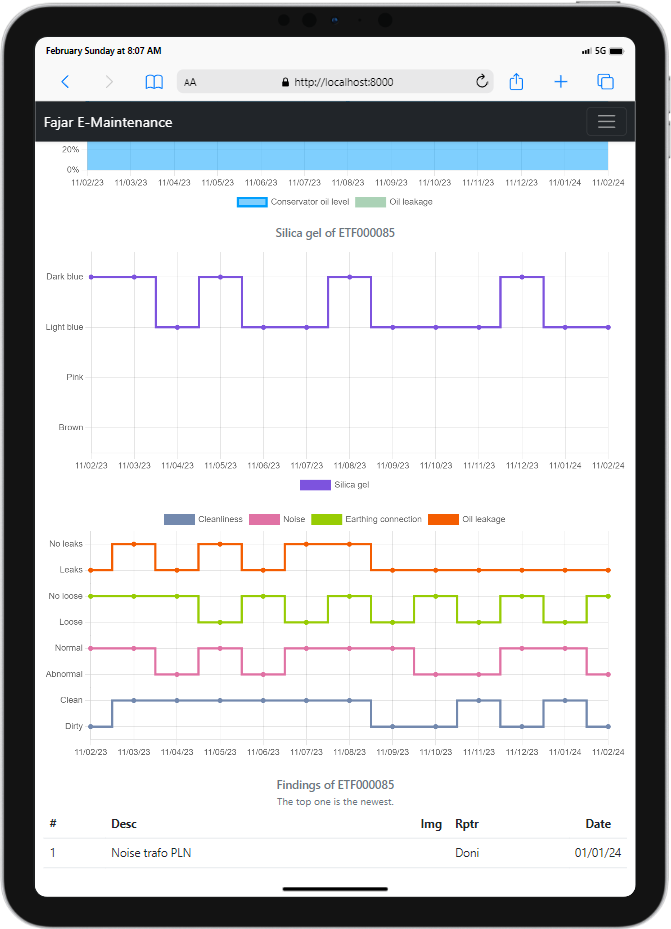 February Sunday at 8:07 AM
5G
AA
http://localhost:8000
Fajar E-Maintenance
20%
0%
11/02/23 11/03/23 11/04/23 11/05/23 11/06/23 11/07/23 11/08/23 11/09/23 11/10/23 11/11/23 11/12/23 11/01/24 11/02/24
Conservator oil level Oil leakage
Silica gel of ETF000085
Dark blue
Light blue
Pink
Brown
11/02/23 11/03/23 11/04/23 11/05/23 11/06/23 11/07/23 11/08/23 11/09/23 11/10/23 11/11/23 11/12/23 11/01/24 11/02/24
Silica gel
Cleanliness Noise Earthing connection Oil leakage
No leaks
Leaks
No loose
Loose
Normal
Abnormal
Clean
Dirty
11/02/23 11/03/23 11/04/23 11/05/23 11/06/23 11/07/23 11/08/23 11/09/23 11/10/23 11/11/23 11/12/23 11/01/24 11/02/24
Findings of ETF000085
The top one is the newest.
# Desc Img Rptr Date
1 Noise trafo PLN Doni 01/01/24